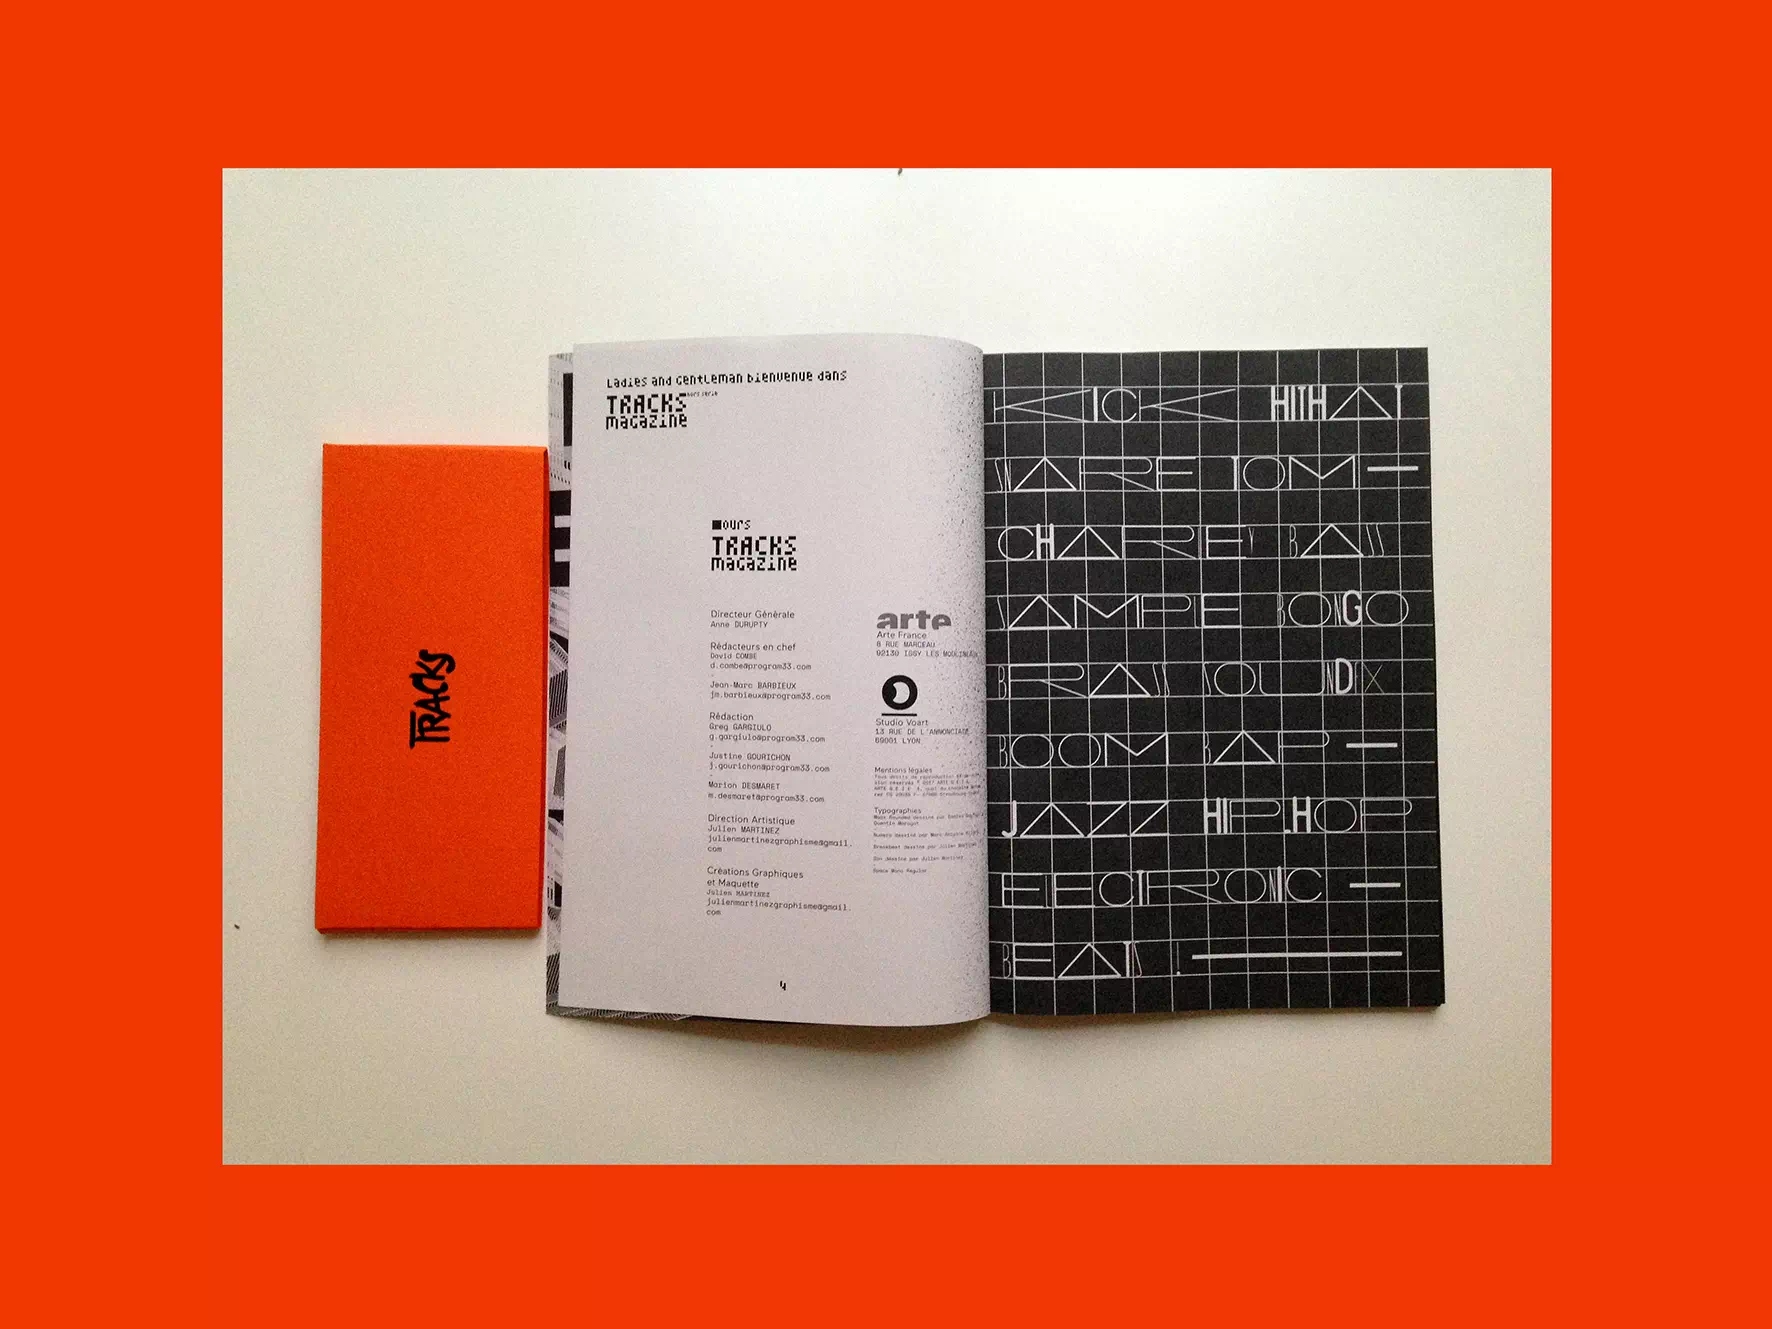 TRACKS
Ladies and Gentleman bienvenue dans
TRACKS hors série
magazine
ours
TRACKS
magazine
Directeur Générale
Anne DURUPTY
Rédacteurs en chef
David COMBE
d.combe@program33.com
Jean-Marc BARBIEUX
jm.barbieux@program33.com
Rédaction
Greg GARGIULO
g.gargiulo@program33.com
Justine GOURICHON
j.gourichon@program33.com
Marion DESMARET
m.desmaret@program33.com
Direction Artistique
Julien MARTINEZ
julienmartinezgraphisme@gmail.
com
Créations Graphiques
et Maquette
Julien MARTINEZ
julienmartinezgraphisme@gmail.
com
arte
Arte France
8 RUE MARCEAU
92130 ISSY LES MOULINEAUX
Studio Voart
13 RUE DE L'ANNONCIADE
69001 LYON
Mentions légales
Typographies
Space Mono Regular
4
KICK HITHAT
SNARE TOM —
CHARLEY BASS
SAMPLE BONGO
BRASS SOUNDFX
BOOM BAP —
JAZZ HIP.HOP
ELECTRONIC —
BEATS ! —